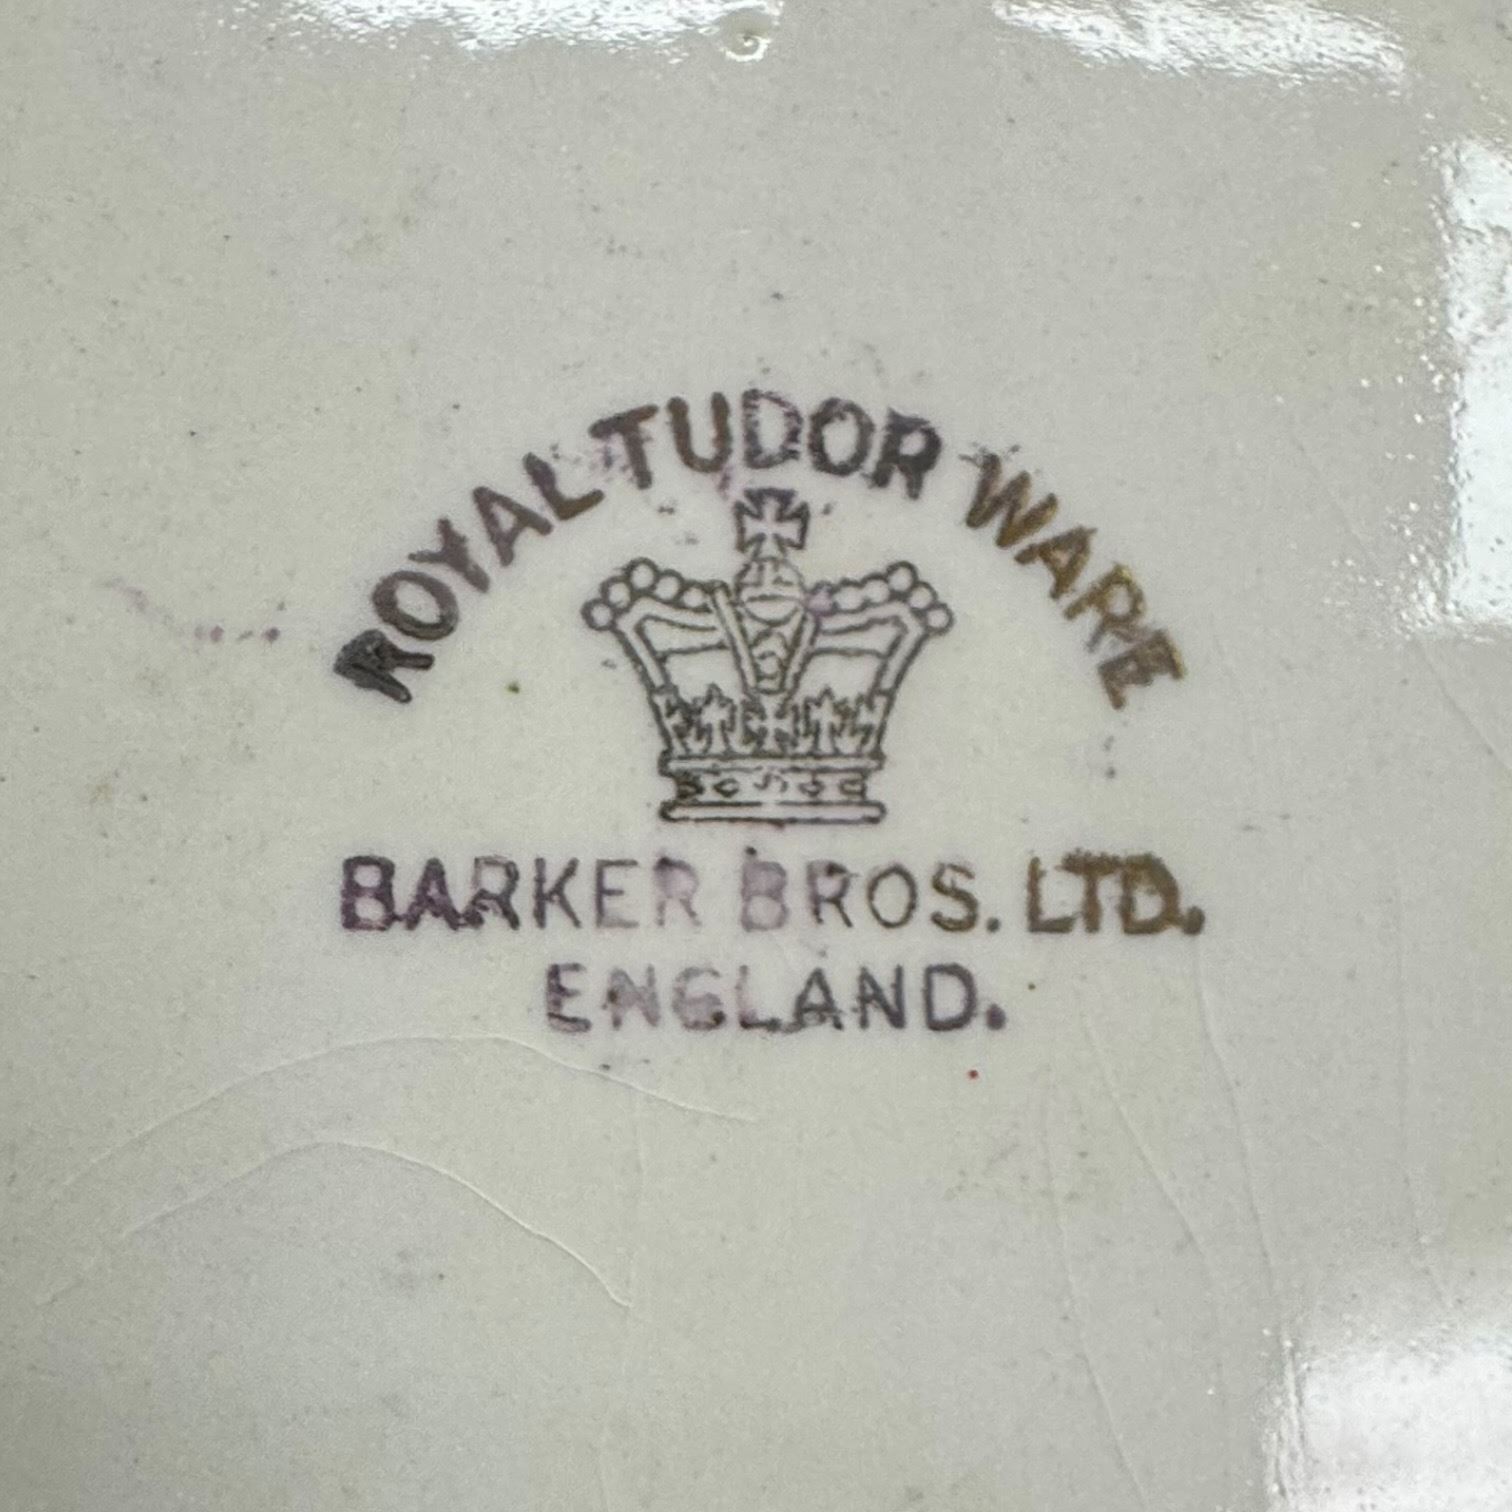 ROYAL TUDOR WARE
BARKER BROS. LTD.
ENGLAND.